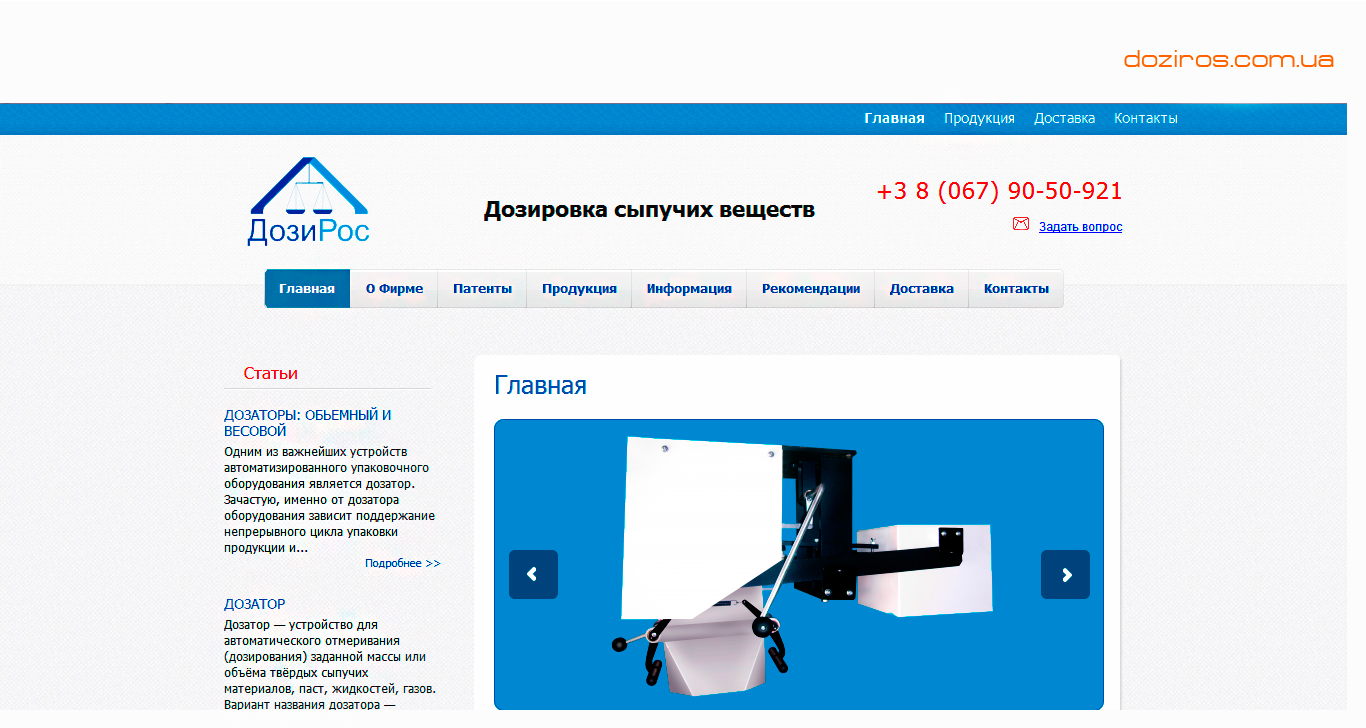 doziros.com.ua
Главная Продукция Доставка Контакты
ДозиРос
Дозировка сыпучих веществ
+3 8 (067) 90-50-921
Задать вопрос
Главная О Фирме Патенты Продукция Информация Рекомендации Доставка Контакты
Статьи
ДОЗАТОРЫ: ОБЬЕМНЫЙ И
ВЕСОВОЙ
Одним из важнейших устройств
автоматизированного упаковочного
оборудования является дозатор.
Зачастую, именно от дозатора
оборудования зависит поддержание
непрерывного цикла упаковки
продукции и...
Подробнее >>
ДОЗАТОР
Дозатор — устройство для
автоматического отмеривания
(дозирования) заданной массы или
объёма твёрдых сыпучих
материалов, паст, жидкостей, газов.
Вариант названия дозатора —
Главная